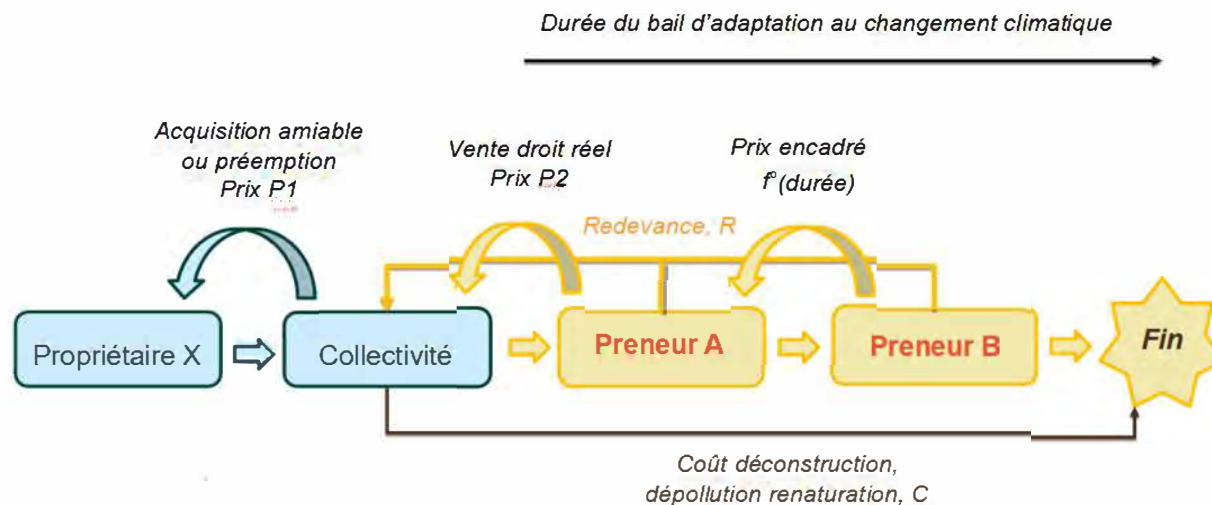 Durée du bail d'adaptation au changement climatique
Acquisition amiable
ou préemption
Prix P1
Vente droit réel
Prix P2
Prix encadré
f°(durée)
Redevance, R
Propriétaire X
Collectivité
Preneur A
Preneur B
Fin
Coût déconstruction,
dépollution renaturation, C